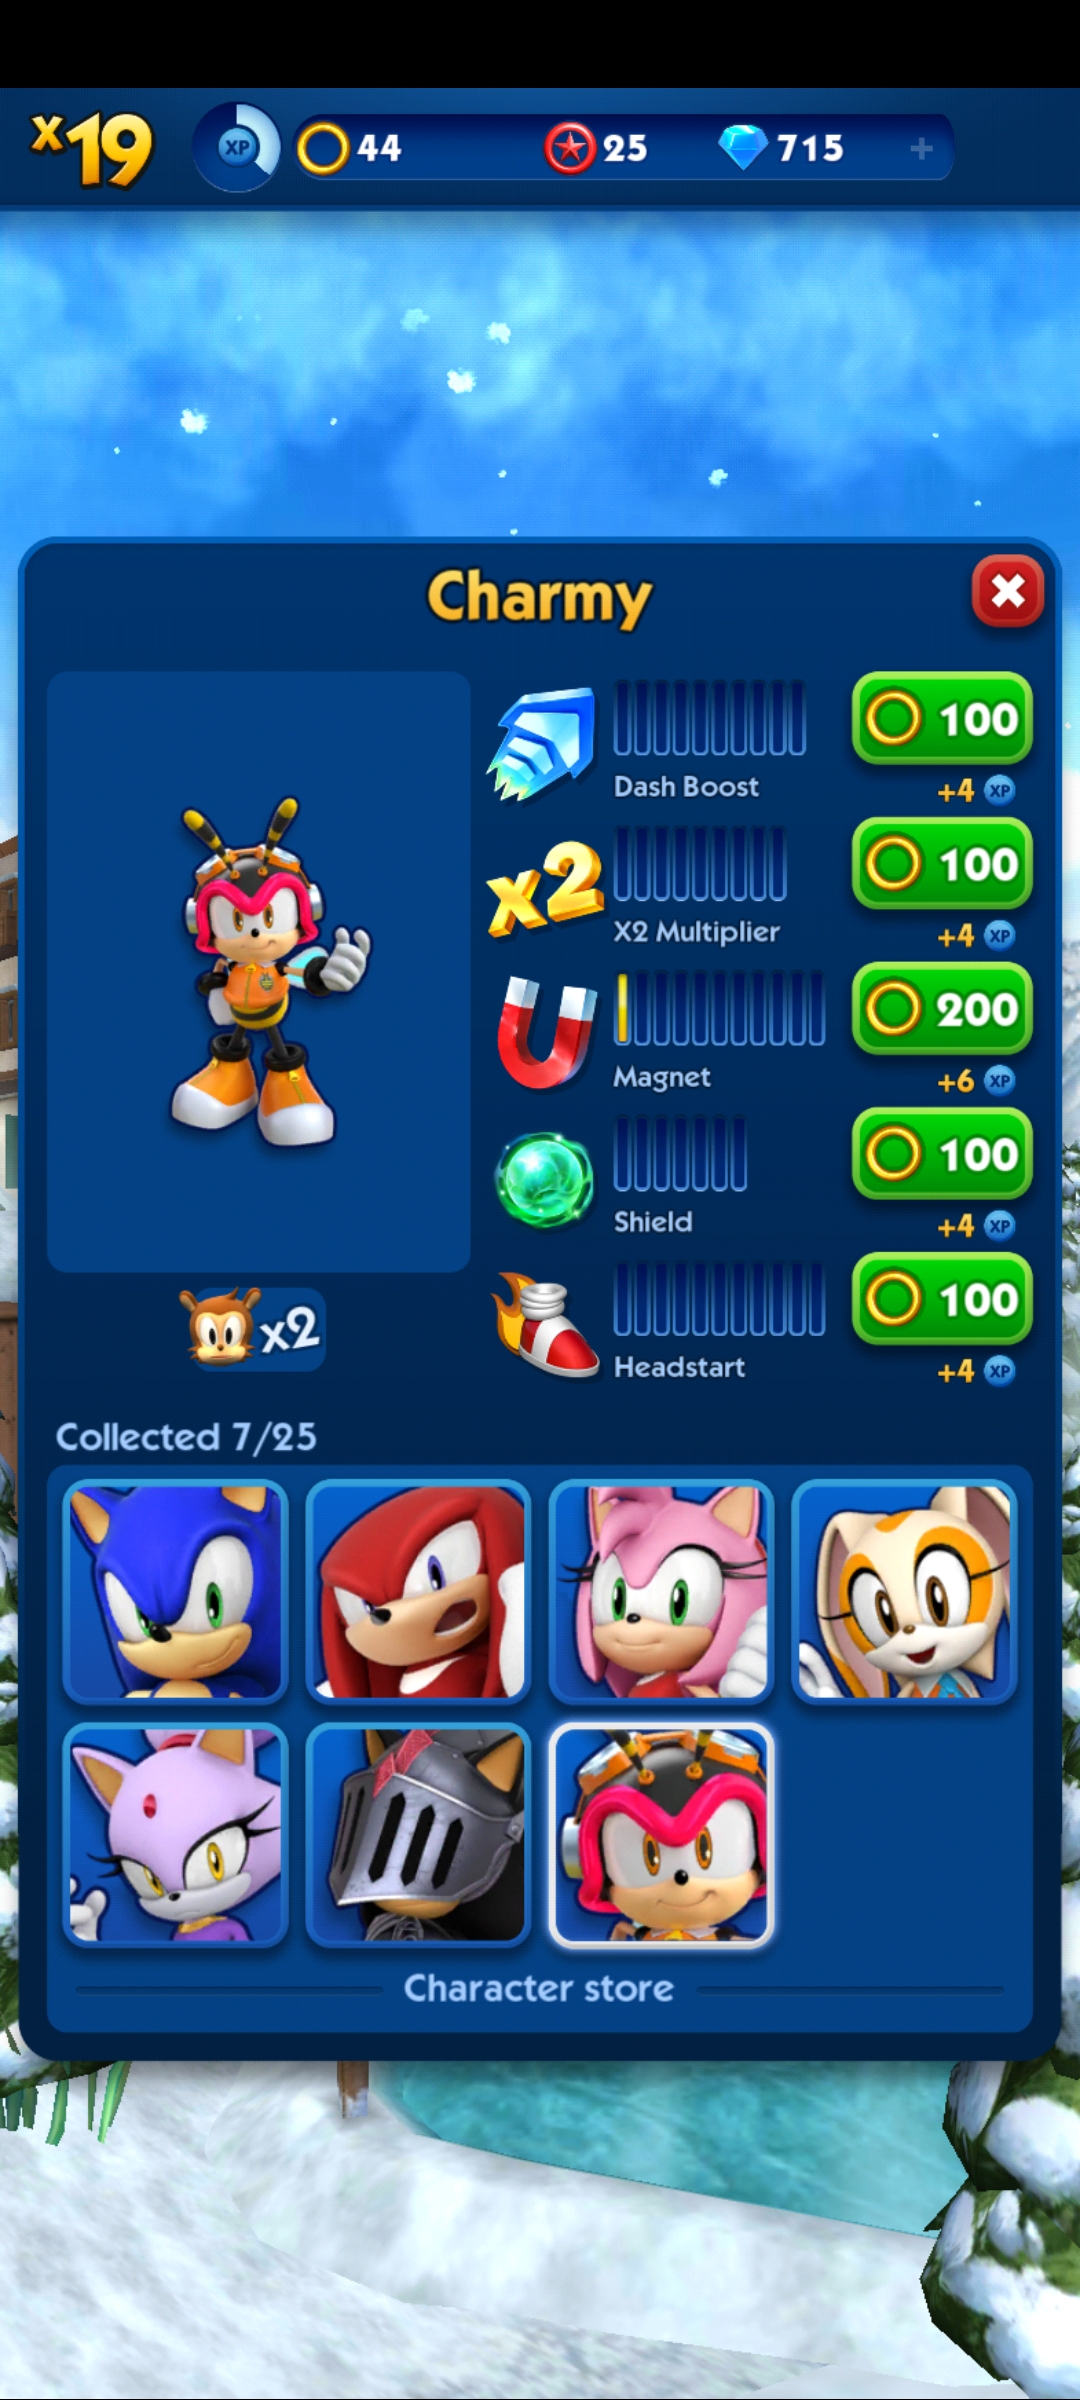 x19
XP
44
25
715
+
Charmy
100
Dash Boost
+4 XP
x2
100
X2 Multiplier
+4 XP
200
Magnet
+6 XP
100
Shield
+4 XP
100
Headstart
+4 XP
x2
Collected 7/25
Character store